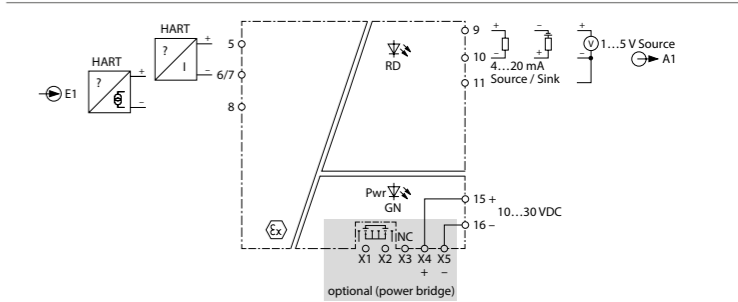 HART
? I
+
–
HART
?
+
–
E1
5
6/7
8
RD
9
10
11
+
–
–
+
+
V
–
1…5 V Source
4…20 mA
Source / Sink
A1
Pwr
GN
15 +
16 –
10…30 VDC
εx
NC
X1 X2 X3 X4 X5
+ –
optional (power bridge)